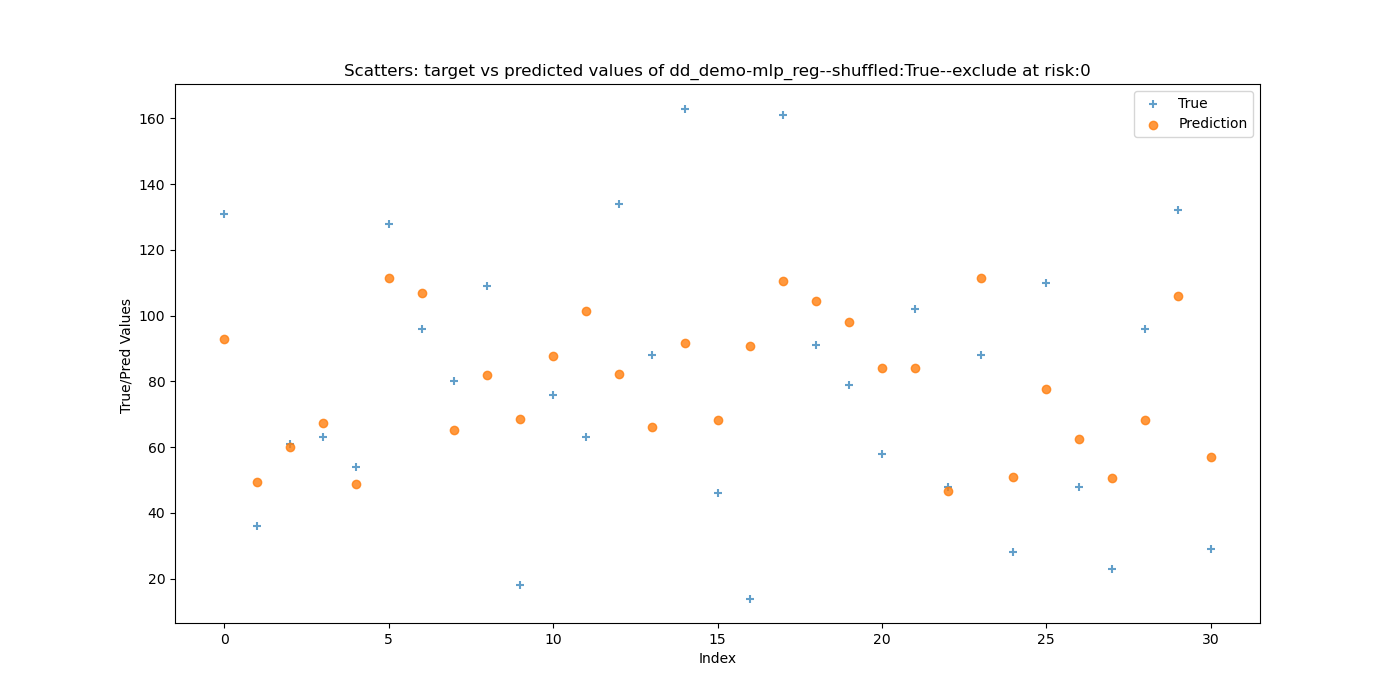 Scatters: target vs predicted values of dd_demo-mlp_reg--shuffled:True--exclude at risk:0
True
Prediction
True/Pred Values
160
140
120
100
80
60
40
20
0 5 10 15 20 25 30
Index